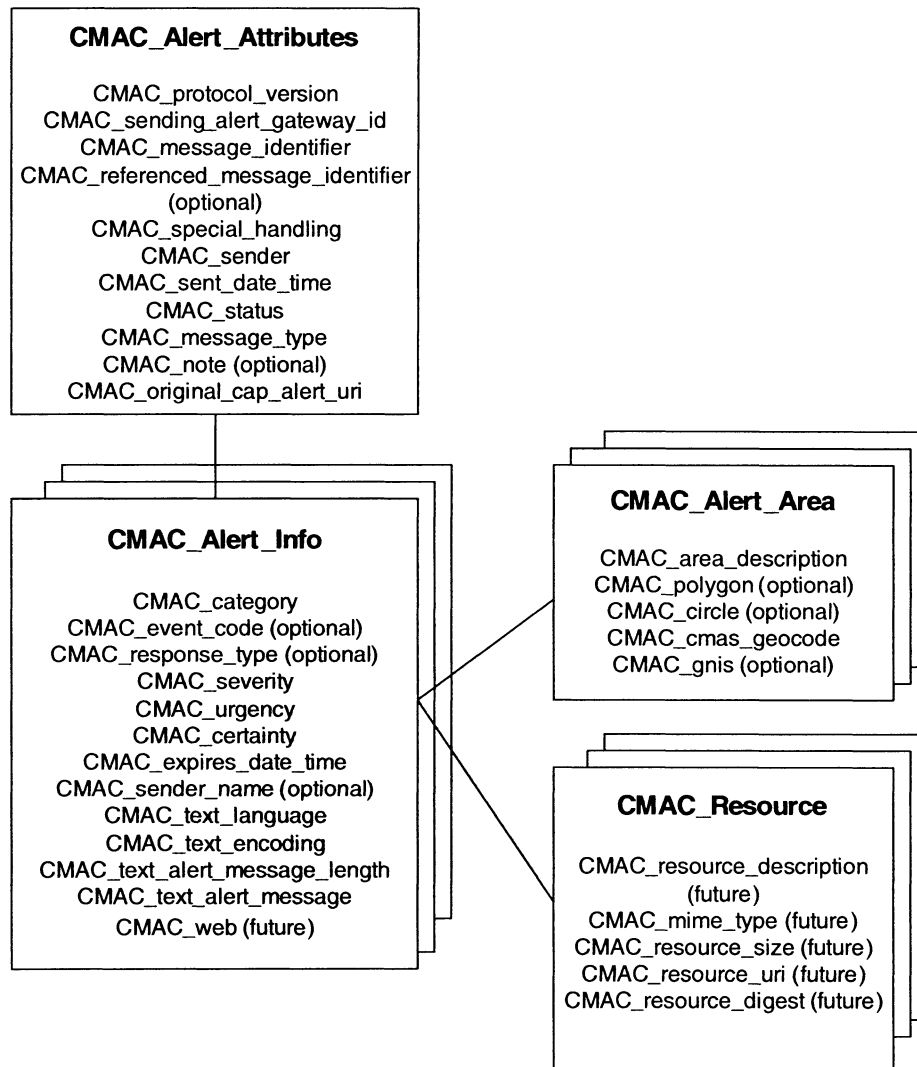 CMAC_Alert_Attributes
CMAC_protocol_version
CMAC_sending_alert_gateway_id
CMAC_message_identifier
CMAC_referenced_message_identifier
(optional)
CMAC_special_handling
CMAC_sender
CMAC_sent_date_time
CMAC_status
CMAC_message_type
CMAC_note (optional)
CMAC_original_cap_alert_uri
CMAC_Alert_Info
CMAC_category
CMAC_event_code (optional)
CMAC_response_type (optional)
CMAC_severity
CMAC_urgency
CMAC_certainty
CMAC_expires_date_time
CMAC_sender_name (optional)
CMAC_text_language
CMAC_text_encoding
CMAC_text_alert_message_length
CMAC_text_alert_message
CMAC_web (future)
CMAC_Alert_Area
CMAC_area_description
CMAC_polygon (optional)
CMAC_circle (optional)
CMAC_cmas_geocode
CMAC_gnis (optional)
CMAC_Resource
CMAC_resource_description
(future)
CMAC_mime_type (future)
CMAC_resource_size (future)
CMAC_resource_uri (future)
CMAC_resource_digest (future)